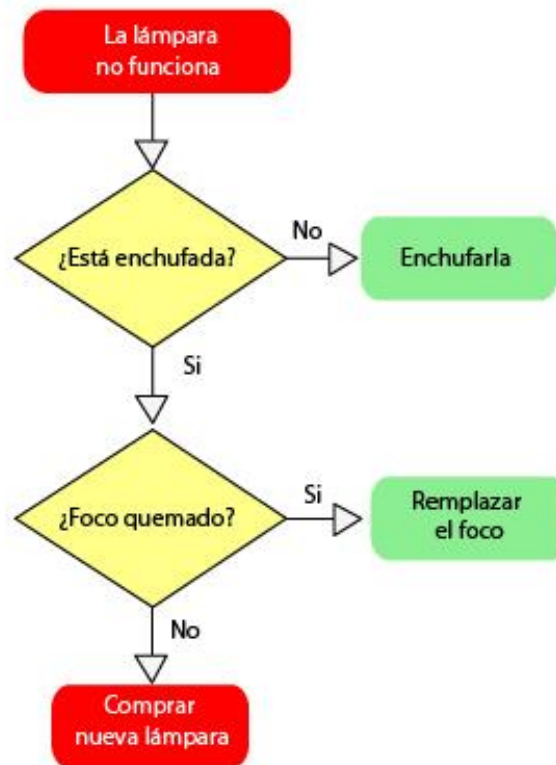 La lámpara
no funciona
¿Está enchufada?
No
Enchufarla
Si
¿Foco quemado?
Si
Remplazar
el foco
No
Comprar
nueva lámpara